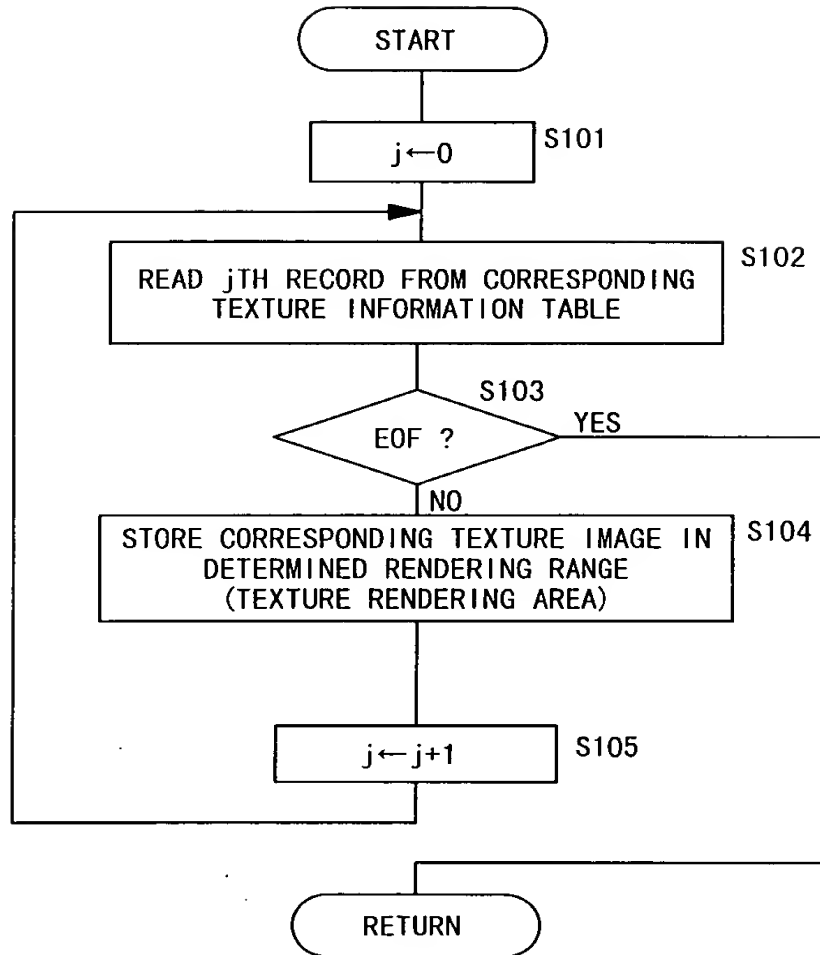 START
S101
j←0
S102
READ jTH RECORD FROM CORRESPONDING
TEXTURE INFORMATION TABLE
S103
EOF ?
YES
NO
S104
STORE CORRESPONDING TEXTURE IMAGE IN
DETERMINED RENDERING RANGE
(TEXTURE RENDERING AREA)
j←j+1
S105
RETURN